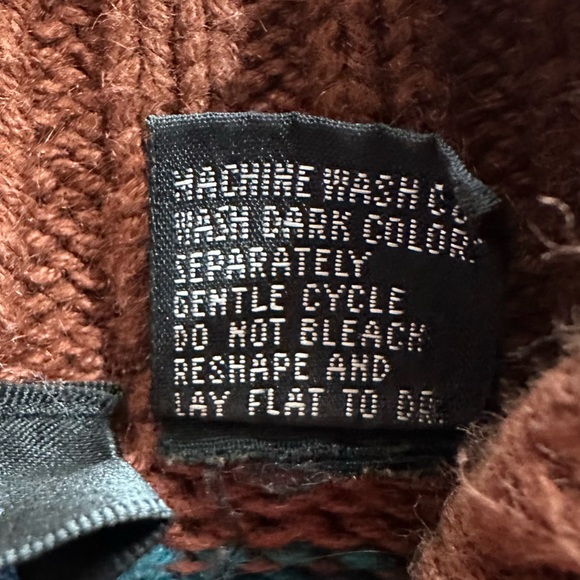 MACHINE WASH
WASH DARK COLORS
SEPARATELY
GENTLE CYCLE
DO NOT BLEACH
RESHAPE AND
LAY FLAT TO